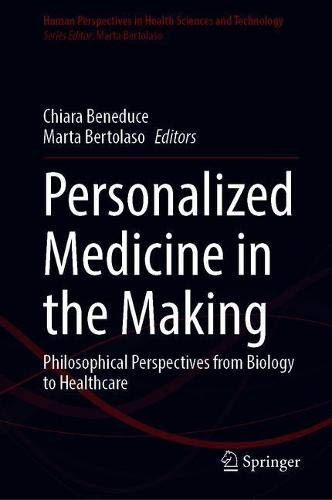 Human Perspectives in Health Sciences and Technology
Series Editor: Marta Bertolaso
Chiara Beneduce
Marta Bertolaso Editors
Personalized
Medicine in
the Making
Philosophical Perspectives from Biology
to Healthcare
Springer